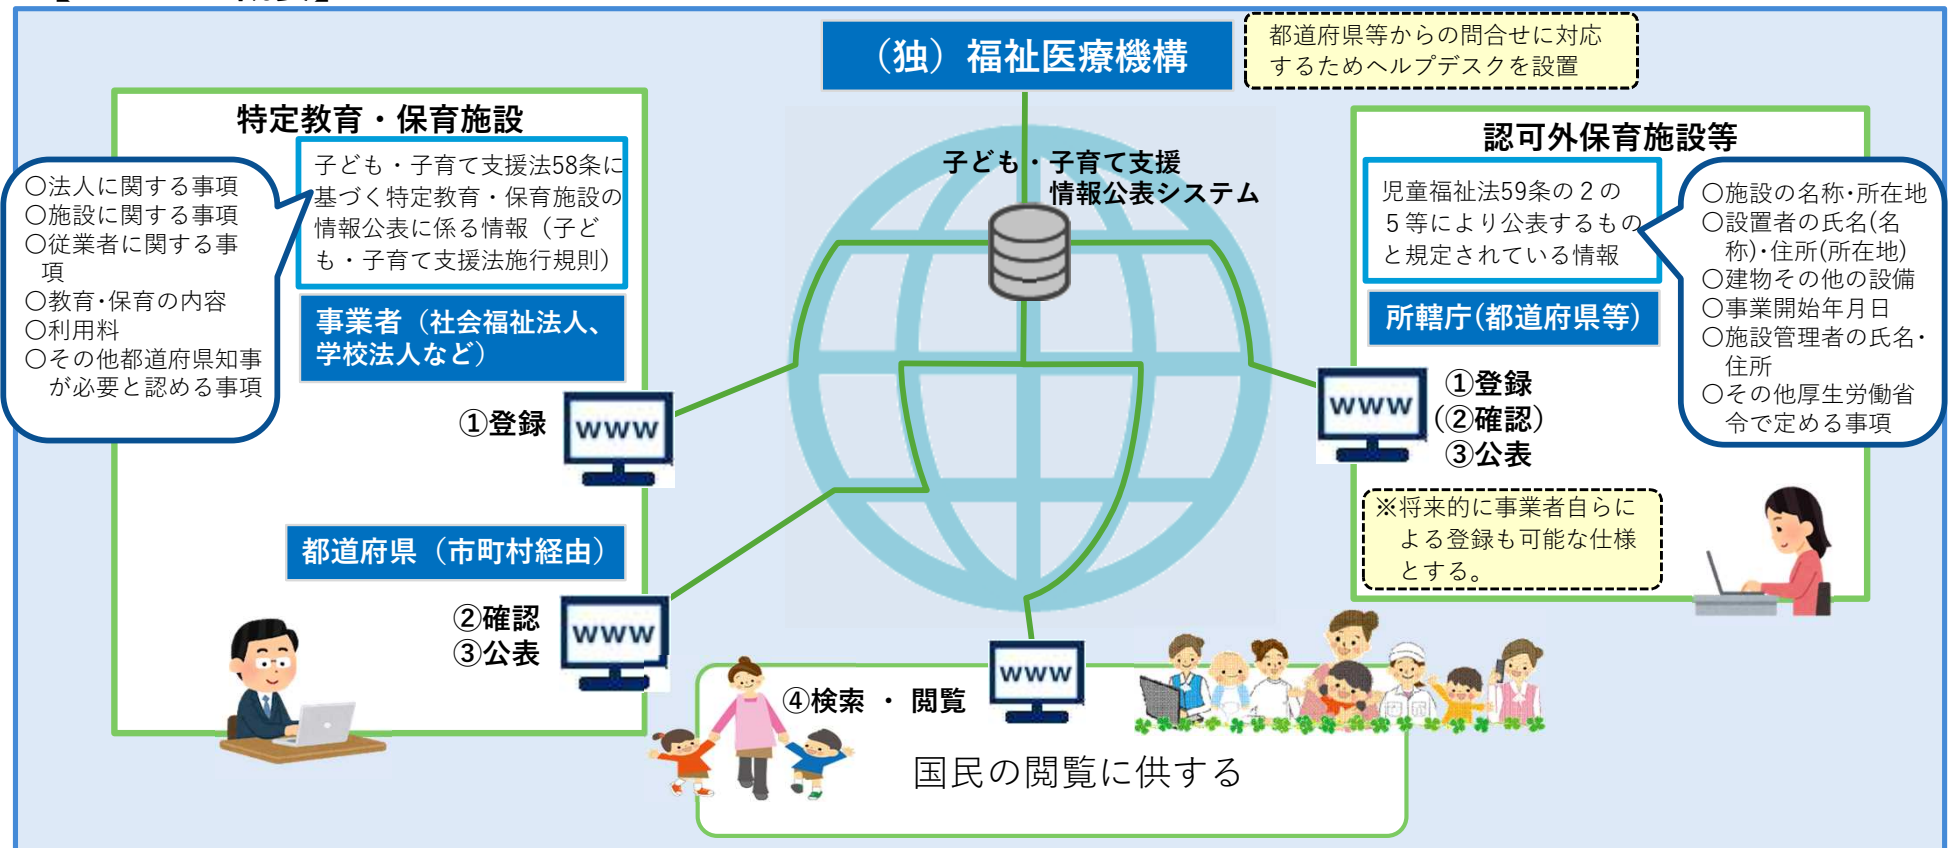 （独）福祉医療機構
都道府県等からの問合せに対応
するためヘルプデスクを設置
特定教育・保育施設
子ども・子育て支援法58条に
基づく特定教育・保育施設の
情報公表に係る情報（子ど
も・子育て支援法施行規則）
〇法人に関する事項
〇施設に関する事項
〇従業者に関する事
項
〇教育･保育の内容
〇利用料
〇その他都道府県知事
が必要と認める事項
事業者（社会福祉法人、
学校法人など）
①登録
www
都道府県（市町村経由）
②確認
③公表
www
子ども・子育て支援
情報公表システム
認可外保育施設等
児童福祉法59条の２の
５等により公表するもの
と規定されている情報
〇施設の名称･所在地
〇設置者の氏名(名
称)･住所(所在地)
〇建物その他の設備
〇事業開始年月日
〇施設管理者の氏名･
住所
〇その他厚生労働省
令で定める事項
所轄庁(都道府県等)
www
①登録
(②確認)
③公表
※将来的に事業者自らに
よる登録も可能な仕様
とする。
④検索 ・ 閲覧
www
国民の閲覧に供する